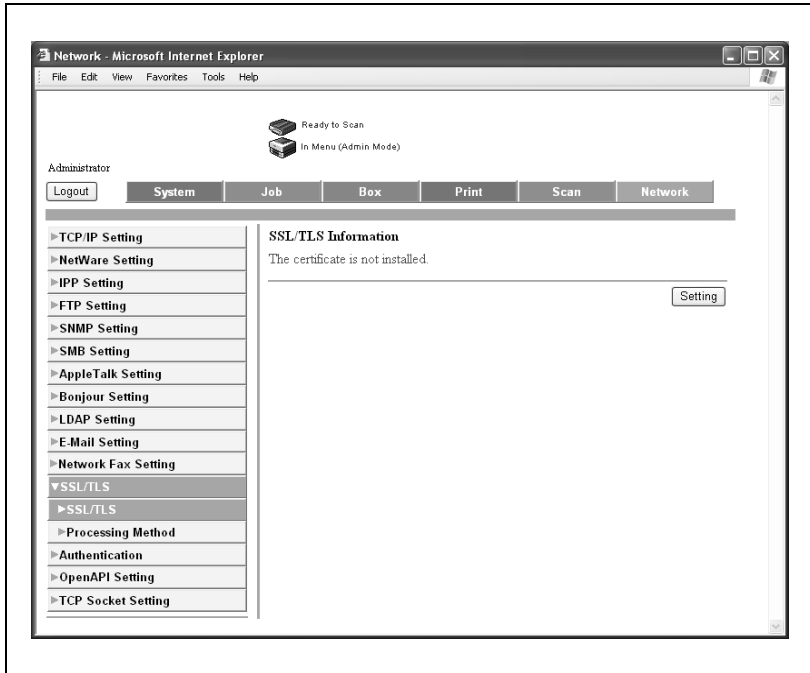 Network - Microsoft Internet Explorer
File Edit View Favorites Tools Help
Ready to Scan
In Menu (Admin Mode)
Administrator
Logout System Job Box Print Scan Network
TCP/IP Setting
NetWare Setting
IPP Setting
FTP Setting
SNMP Setting
SMB Setting
AppleTalk Setting
Bonjour Setting
LDAP Setting
E-Mail Setting
Network Fax Setting
SSL/TLS
SSL/TLS
Processing Method
Authentication
OpenAPI Setting
TCP Socket Setting
SSL/TLS Information
The certificate is not installed.
Setting